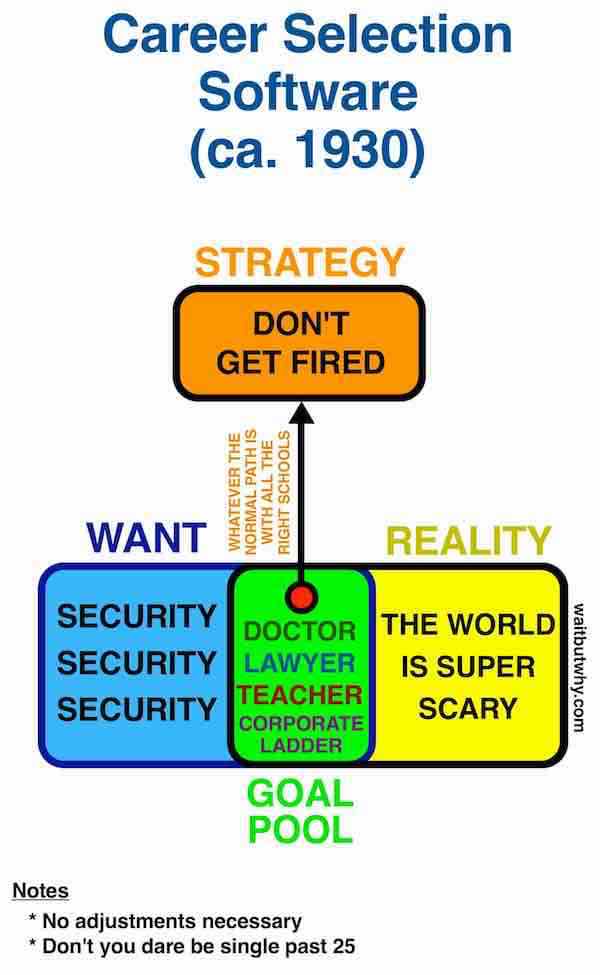 Career Selection
Software
(ca. 1930)
STRATEGY
DON'T
GET FIRED
WHATEVER THE
NORMAL PATH IS
WITH ALL THE
RIGHT SCHOOLS
WANT
REALITY
SECURITY
SECURITY
SECURITY
DOCTOR
LAWYER
TEACHER
CORPORATE
LADDER
THE WORLD
IS SUPER
SCARY
waitbutwhy.com
GOAL
POOL
Notes
* No adjustments necessary
* Don't you dare be single past 25